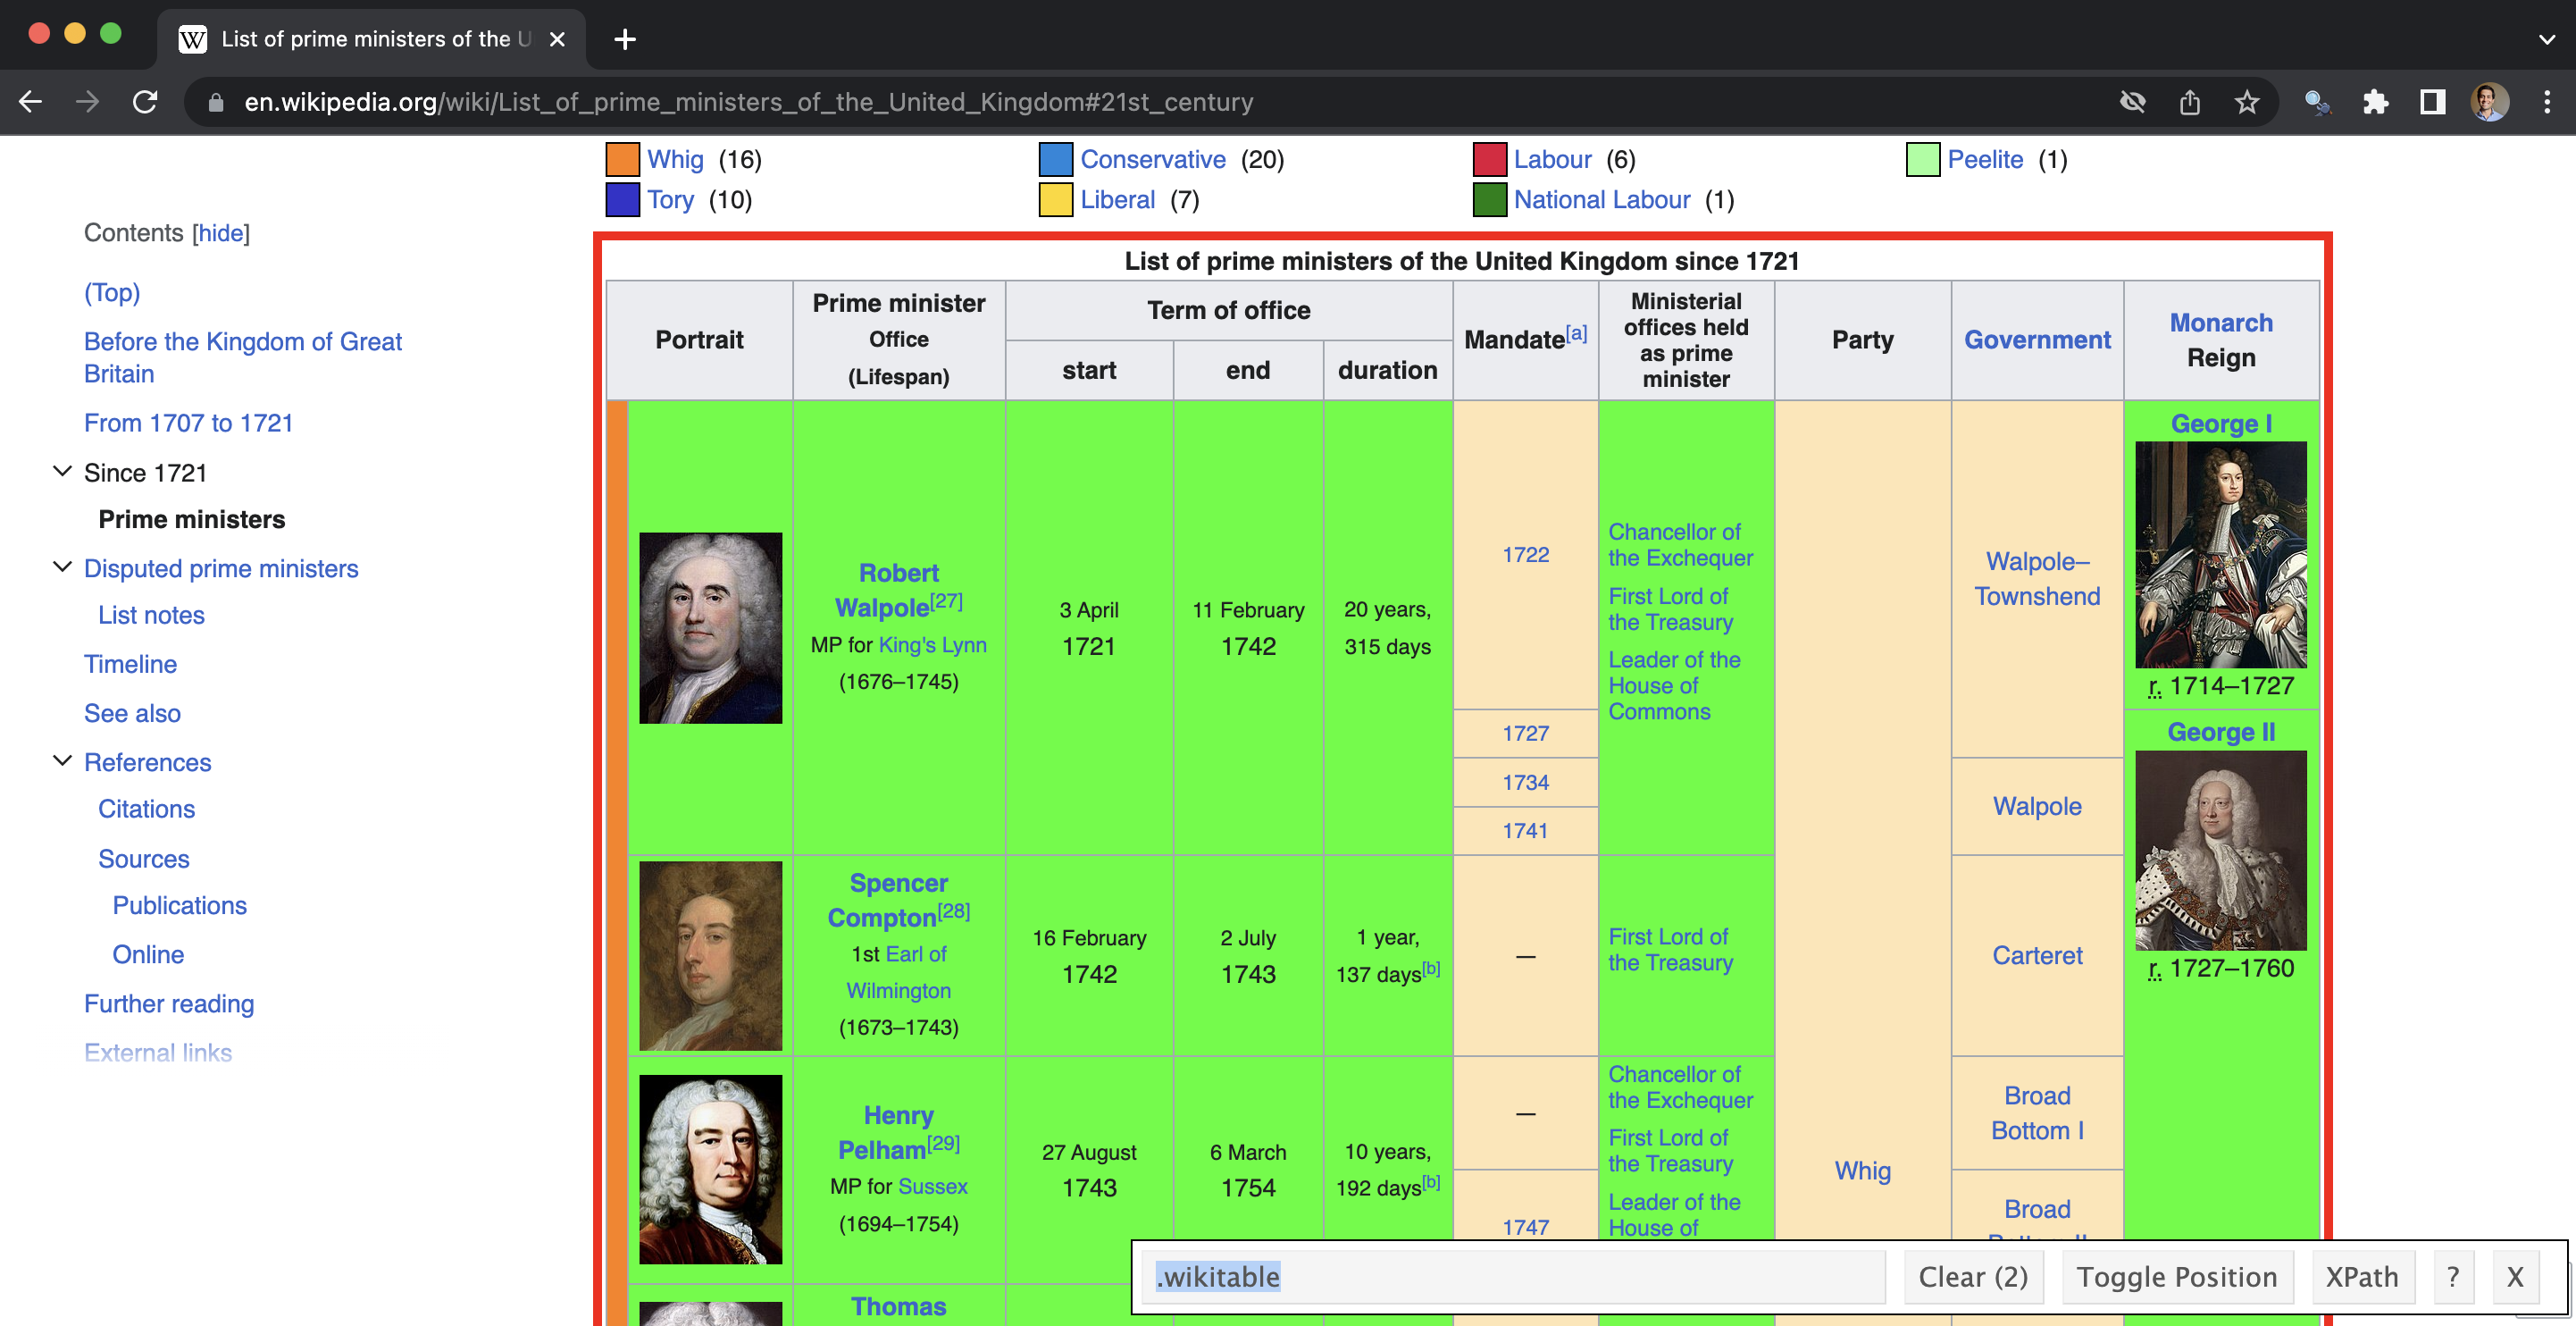 List of prime ministers of the U
en.wikipedia.org/wiki/List_of_prime_ministers_of_the_United_Kingdom#21st_century
Whig (16)
Conservative (20)
Labour (6)
Peelite (1)
Tory (10)
Liberal (7)
National Labour (1)
Contents [hide]
(Top)
Before the Kingdom of Great
Britain
From 1707 to 1721
Since 1721
Prime ministers
Disputed prime ministers
List notes
Timeline
See also
References
Citations
Sources
Publications
Online
Further reading
External links
List of prime ministers of the United Kingdom since 1721
Portrait
Prime minister
Office
(Lifespan)
Term of office
start
end
duration
Mandate[a]
Ministerial
offices held
as prime
minister
Party
Government
Monarch
Reign
Robert
Walpole[27]
MP for King's Lynn
(1676–1745)
3 April
1721
11 February
1742
20 years,
315 days
1722
1727
1734
1741
Chancellor of
the Exchequer
First Lord of
the Treasury
Leader of the
House of
Commons
Whig
Walpole–
Townshend
Walpole
George I
r. 1714–1727
George II
r. 1727–1760
Spencer
Compton[28]
1st Earl of
Wilmington
(1673–1743)
16 February
1742
2 July
1743
1 year,
137 days[b]
—
First Lord of
the Treasury
Carteret
Henry
Pelham[29]
MP for Sussex
(1694–1754)
27 August
1743
6 March
1754
10 years,
192 days[b]
—
1747
Chancellor of
the Exchequer
First Lord of
the Treasury
Leader of the
House of
Broad
Bottom I
Broad
Thomas
.wikitable
Clear (2)
Toggle Position
XPath
?
X